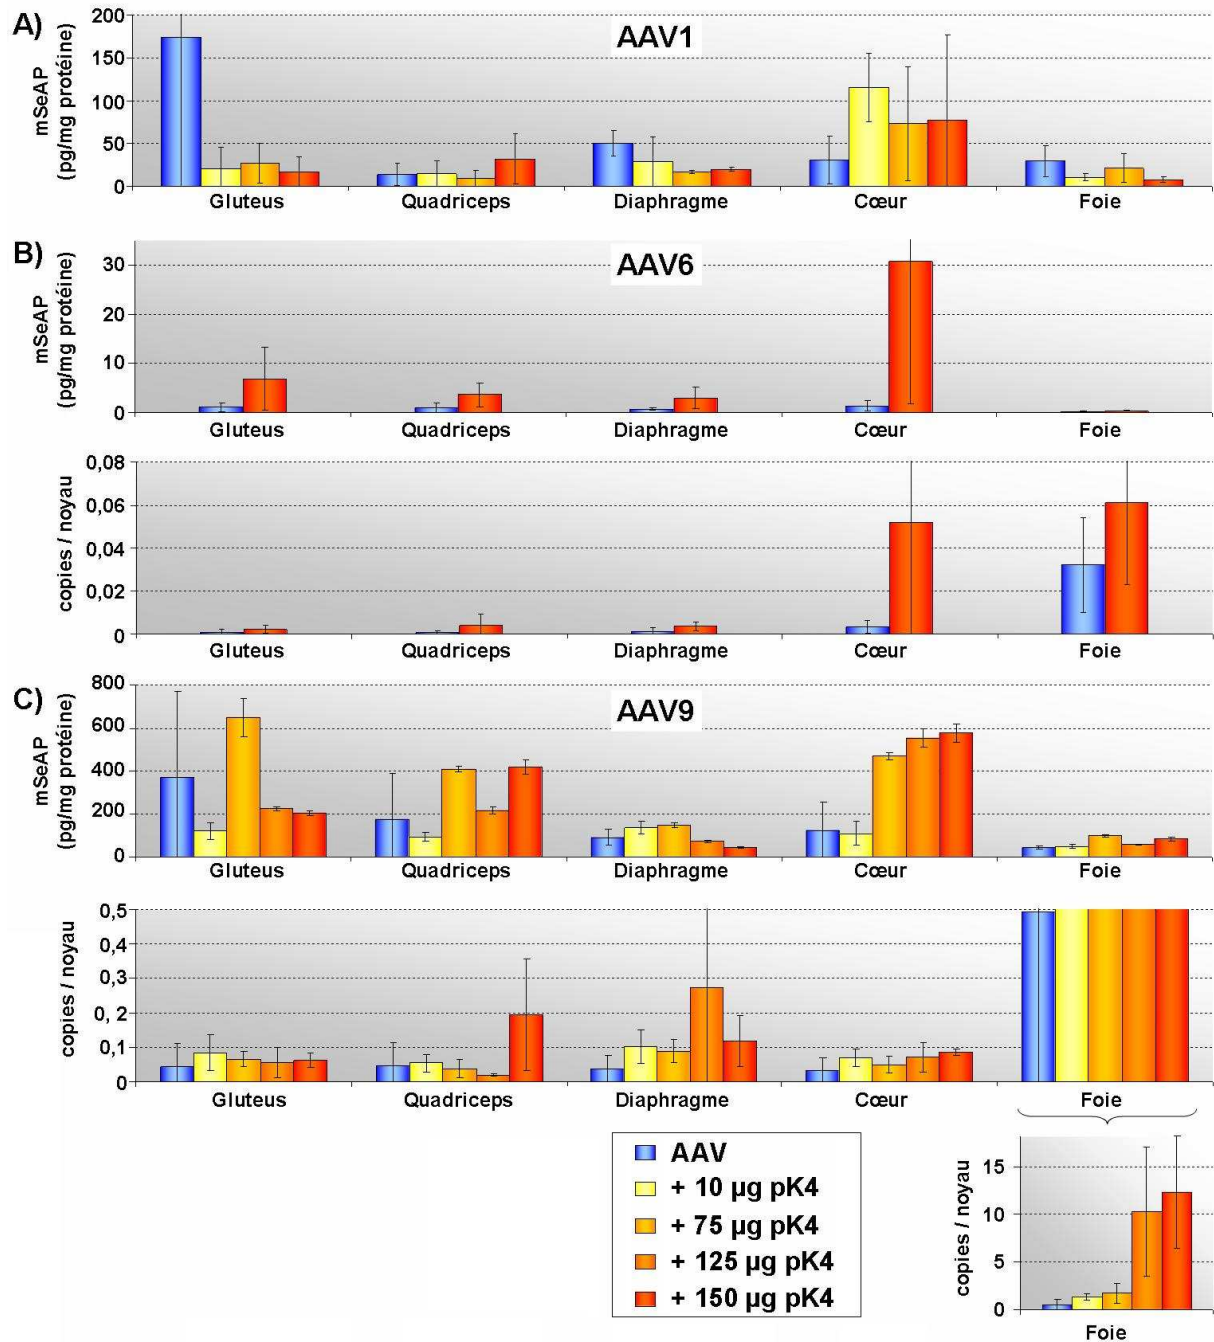 A)
AAV1
mSeAP
(pg/mg protéine)
200
150
100
50
0
Gluteus Quadriceps Diaphragme Cœur Foie
B)
AAV6
mSeAP
(pg/mg protéine)
30
20
10
0
Gluteus Quadriceps Diaphragme Cœur Foie
copies / noyau
0,08
0,06
0,04
0,02
0
Gluteus Quadriceps Diaphragme Cœur Foie
C)
AAV9
mSeAP
(pg/mg protéine)
800
600
400
200
0
Gluteus Quadriceps Diaphragme Cœur Foie
copies / noyau
0,5
0,4
0,3
0,2
0,1
0
Gluteus Quadriceps Diaphragme Cœur Foie
AAV
+ 10 µg pK4
+ 75 µg pK4
+ 125 µg pK4
+ 150 µg pK4
copies / noyau
15
10
5
0
Foie